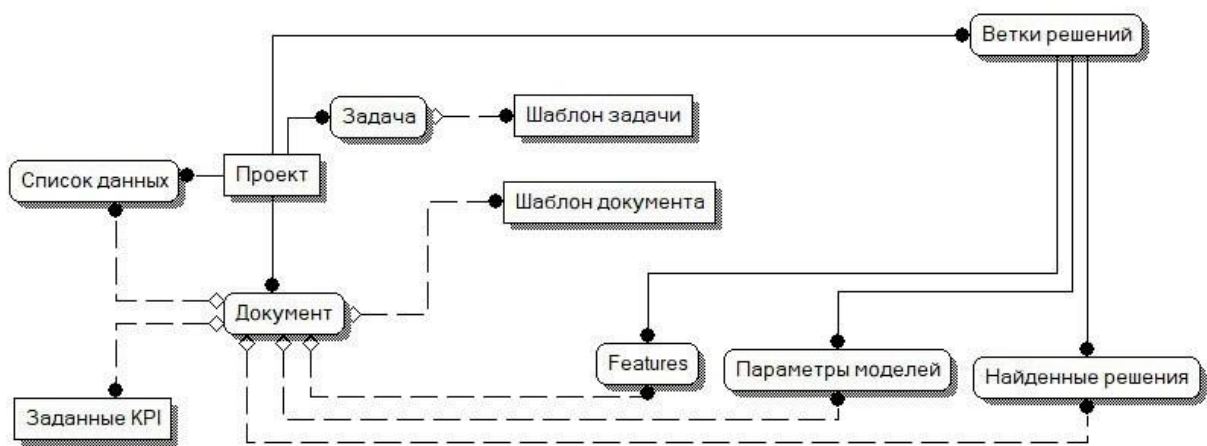 Ветки решений
Задача
Шаблон задачи
Список данных
Проект
Шаблон документа
Документ
Features
Параметры моделей
Найденные решения
Заданные KPI